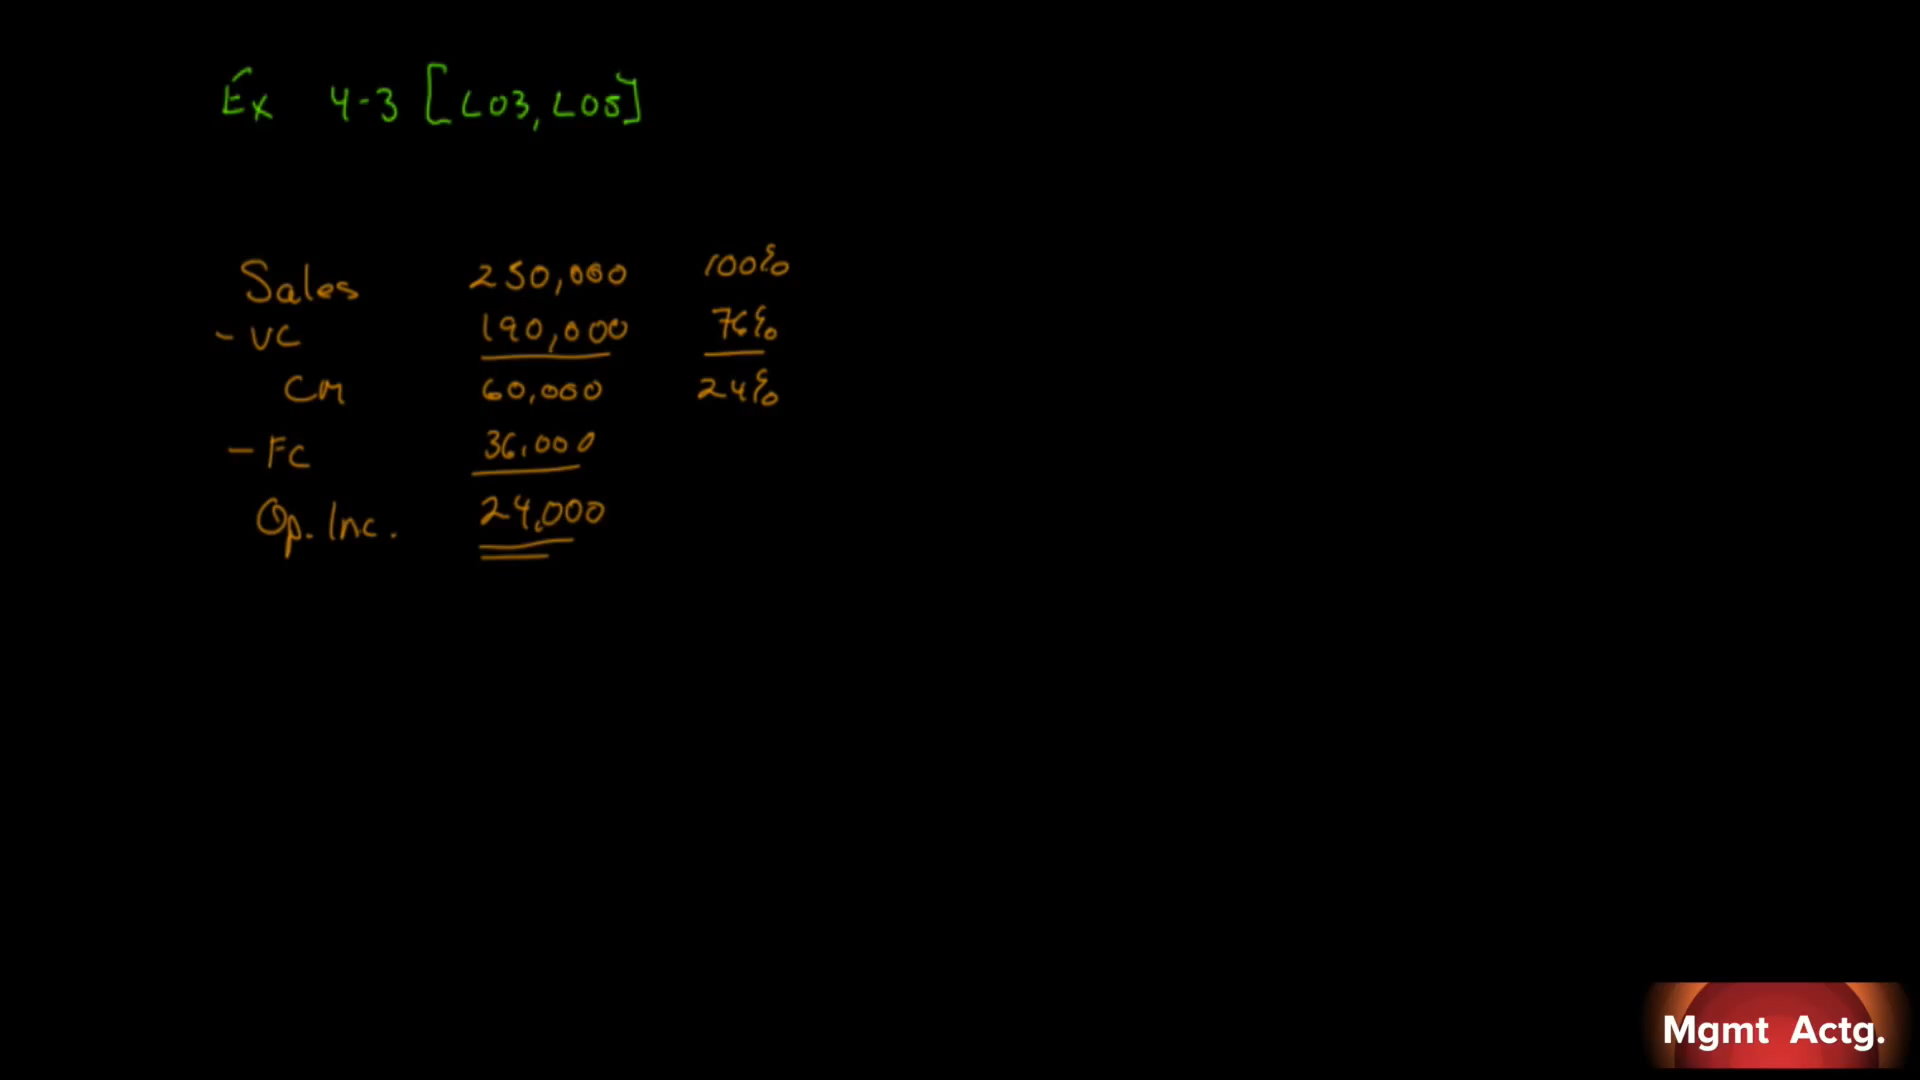 Ex 4-3 [LO3, LO5]
Sales 250,000 100%
- VC 190,000 76%
CM 60,000 24%
- FC 36,000
Op. Inc. 24,000
Mgmt Actg.